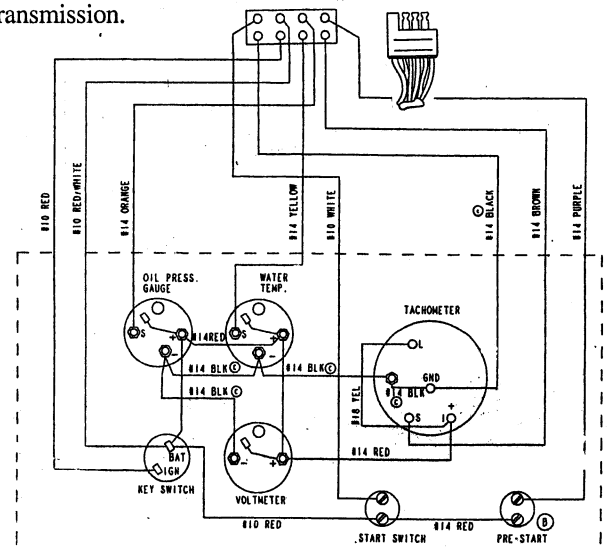 ransmission.
#10 RED
#10 RED/WHITE
#14 ORANGE
#14 YELLOW
#10 WHITE
C #14 BLACK
#14 BROWN
#14 PURPLE
OIL PRESS.
GAUGE
WATER
TEMP.
TACHOMETER
S + #14RED S +
- -
L
#14 BLK C #14 BLK C
GND
#14 BLK C
#14 BLK
C
#18 YEL
S I +
#14 RED
BAT
IGN
KEY SWITCH
- +
VOLTMETER
#10 RED
START SWITCH
#14 RED
PRE-START
B